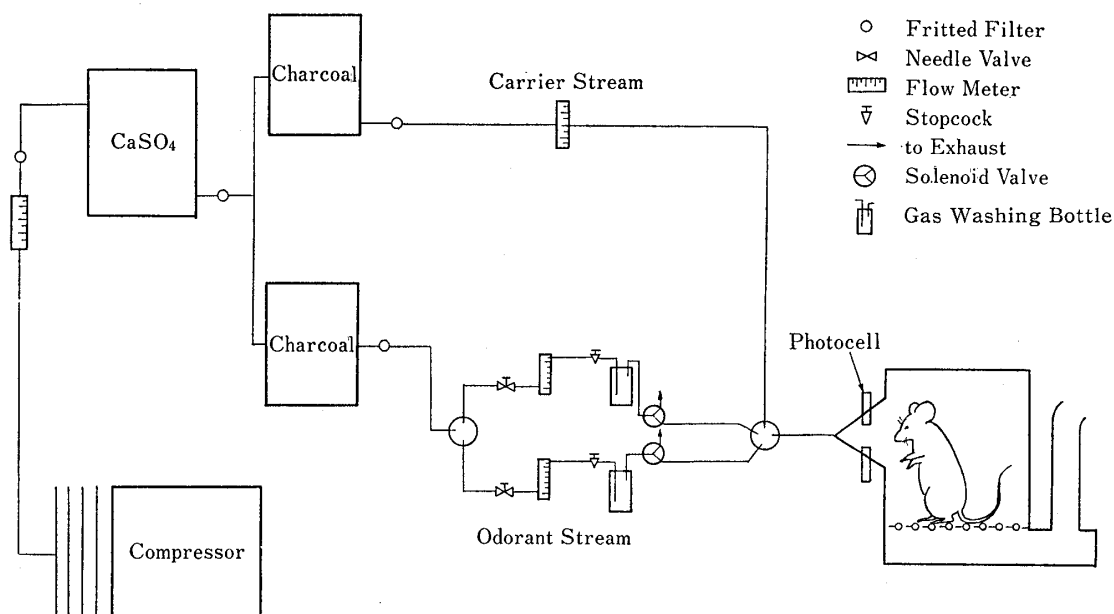 Charcoal
Carrier Stream
CaSO₄
Fritted Filter
Needle Valve
Flow Meter
Stopcock
to Exhaust
Solenoid Valve
Gas Washing Bottle
Charcoal
Photocell
Odorant Stream
Compressor